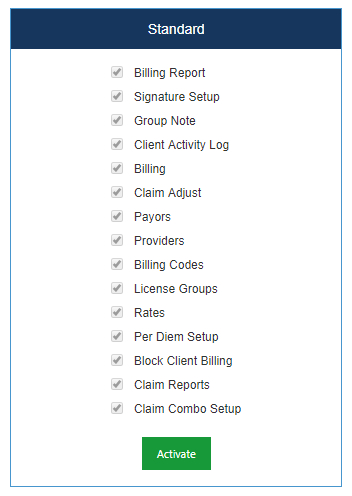 Standard
Billing Report
Signature Setup
Group Note
Client Activity Log
Billing
Claim Adjust
Payors
Providers
Billing Codes
License Groups
Rates
Per Diem Setup
Block Client Billing
Claim Reports
Claim Combo Setup
Activate